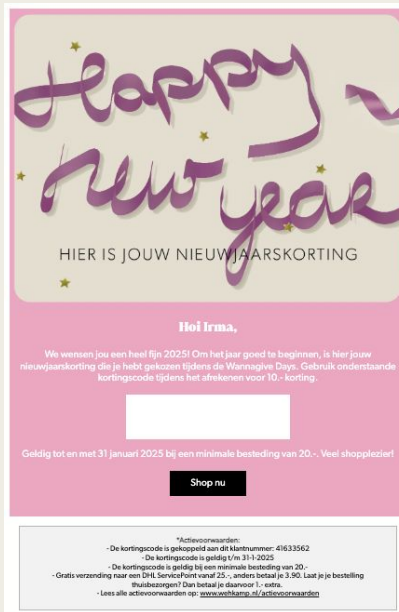 Happy
new year
HIER IS JOUW NIEUWJAARSKORTING
Hoi Irma,
We wensen jou een heel fijn 2025! Om het jaar goed te beginnen, is hier jouw
nieuwjaarskorting die je hebt gekozen tijdens de Wannagive Days. Gebruik onderstaande
kortingscode tijdens het afrekenen voor 10.- korting.
Geldig tot en met 31 januari 2025 bij een minimale besteding van 20.-. Veel shopplezier!
Shop nu
*Actievoorwaarden:
- De kortingscode is gekoppeld aan dit klantnummer: 41633562
- De kortingscode is geldig t/m 31-1-2025
- De kortingscode is geldig bij een minimale besteding van 20.-
- Gratis verzending naar een DHL ServicePoint vanaf 25.-, anders betaal je 3.90. Laat je je bestelling
thuisbezorgen? Dan betaal je daarvoor 1.- extra.
- Lees alle actievoorwaarden op: www.wehkamp.nl/actievoorwaarden